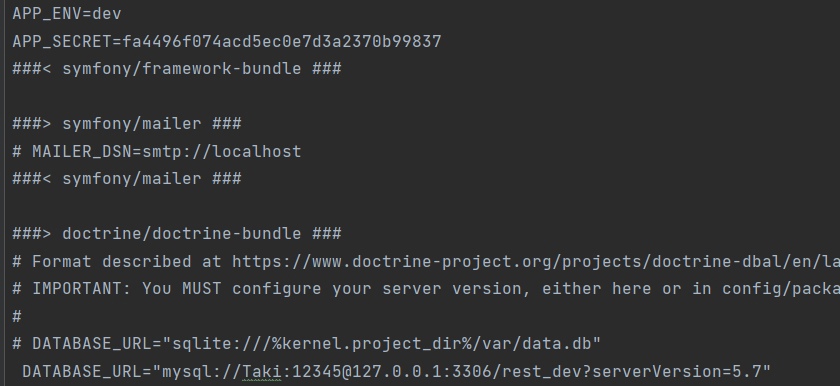 APP_ENV=dev
APP_SECRET=fa4496f074acd5ec0e7d3a2370b99837
###< symfony/framework-bundle ###
###> symfony/mailer ###
# MAILER_DSN=smtp://localhost
###< symfony/mailer ###
###> doctrine/doctrine-bundle ###
# Format described at https://www.doctrine-project.org/projects/doctrine-dbal/en/la
# IMPORTANT: You MUST configure your server version, either here or in config/packa
#
# DATABASE_URL="sqlite:///%kernel.project_dir%/var/data.db"
DATABASE_URL="mysql://Taki:12345@127.0.0.1:3306/rest_dev?serverVersion=5.7"